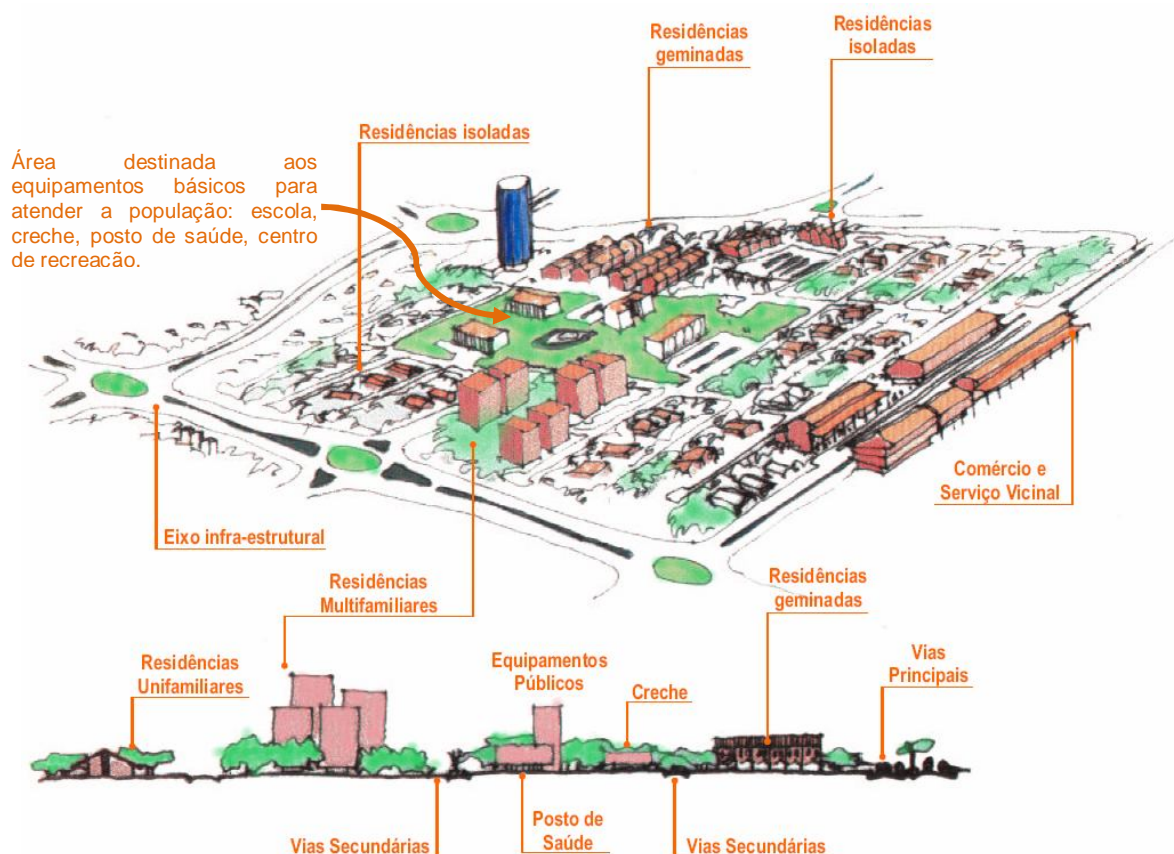 Residências
geminadas
Residências
isoladas
Residências isoladas
Área destinada aos
equipamentos básicos para
atender a população: escola,
creche, posto de saúde, centro
de recreacão.
Comércio e
Serviço Vicinal
Eixo infra-estrutural
Residências
Multifamiliares
Residências
geminadas
Residências
Unifamiliares
Equipamentos
Públicos
Creche
Vias
Principais
Vias Secundárias
Posto de
Saúde
Vias Secundárias